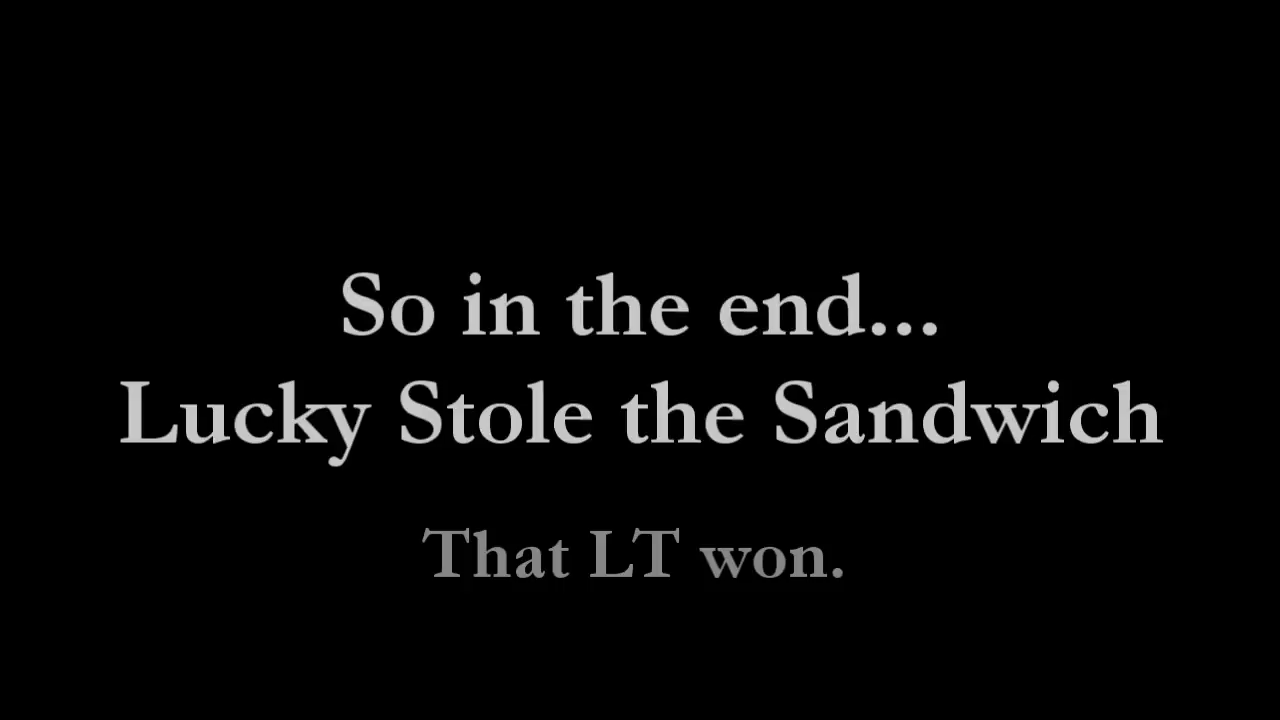 So in the end...
Lucky Stole the Sandwich
That LT won.